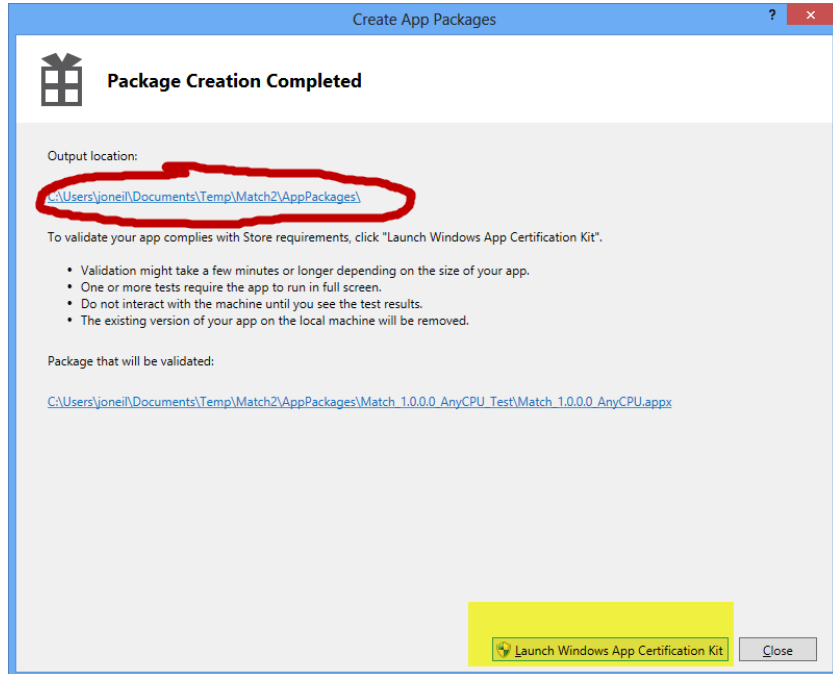 Create App Packages
?
Package Creation Completed
Output location:
C:\Users\joneil\Documents\Temp\Match2\AppPackages\
To validate your app complies with Store requirements, click "Launch Windows App Certification Kit".
• Validation might take a few minutes or longer depending on the size of your app.
• One or more tests require the app to run in full screen.
• Do not interact with the machine until you see the test results.
• The existing version of your app on the local machine will be removed.
Package that will be validated:
C:\Users\joneil\Documents\Temp\Match2\AppPackages\Match_1.0.0.0_AnyCPU_Test\Match_1.0.0.0_AnyCPU.appx
Launch Windows App Certification Kit
Close